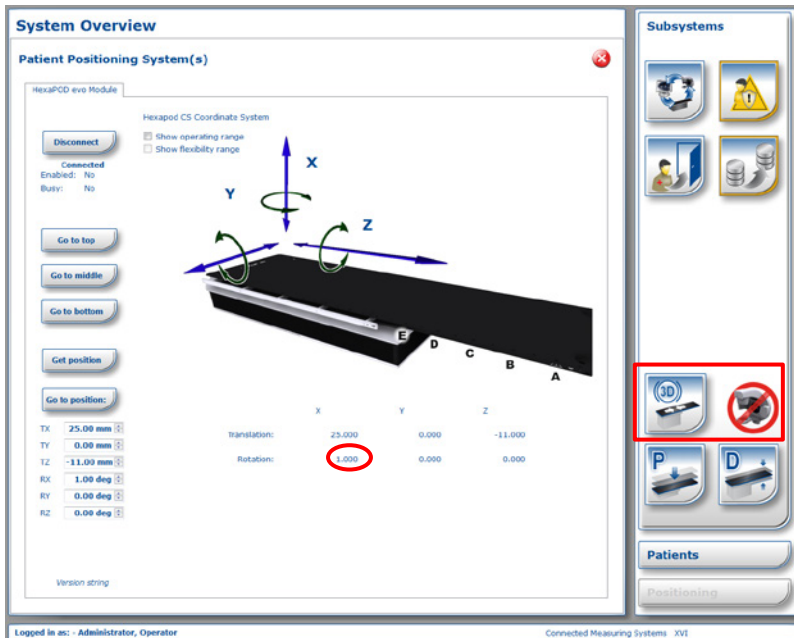 System Overview
Patient Positioning System(s)
HexaPOD evo Module
Hexapod CS Coordinate System
Disconnect
Show operating range
Show flexibility range
Connected
Enabled: No
Busy: No
X
Y
Z
Go to top
Go to middle
Go to bottom
E
D
C
B
A
Get position
Go to position:
X Y Z
Translation: 25.000 0.000 -11.000
Rotation: 1.000 0.000 0.000
TX 25.00 mm
TY 0.00 mm
TZ -11.00 mm
RX 1.00 deg
RY 0.00 deg
RZ 0.00 deg
Version string
Subsystems
3D
P
D
Patients
Positioning
Logged in as: - Administrator, Operator
Connected Measuring Systems XVI